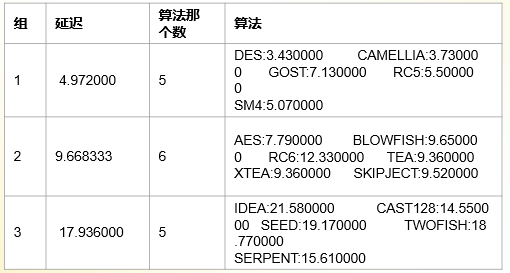 组 延迟 算法那
个数 算法
1 4.972000 5 DES:3.430000 CAMELLIA:3.73000
0 GOST:7.130000 RC5:5.50000
0
SM4:5.070000
2 9.668333 6 AES:7.790000 BLOWFISH:9.65000
0 RC6:12.330000 TEA:9.360000
XTEA:9.360000 SKIPJECT:9.520000
3 17.936000 5 IDEA:21.580000 CAST128:14.5500
00 SEED:19.170000 TWOFISH:18
.770000
SERPENT:15.610000